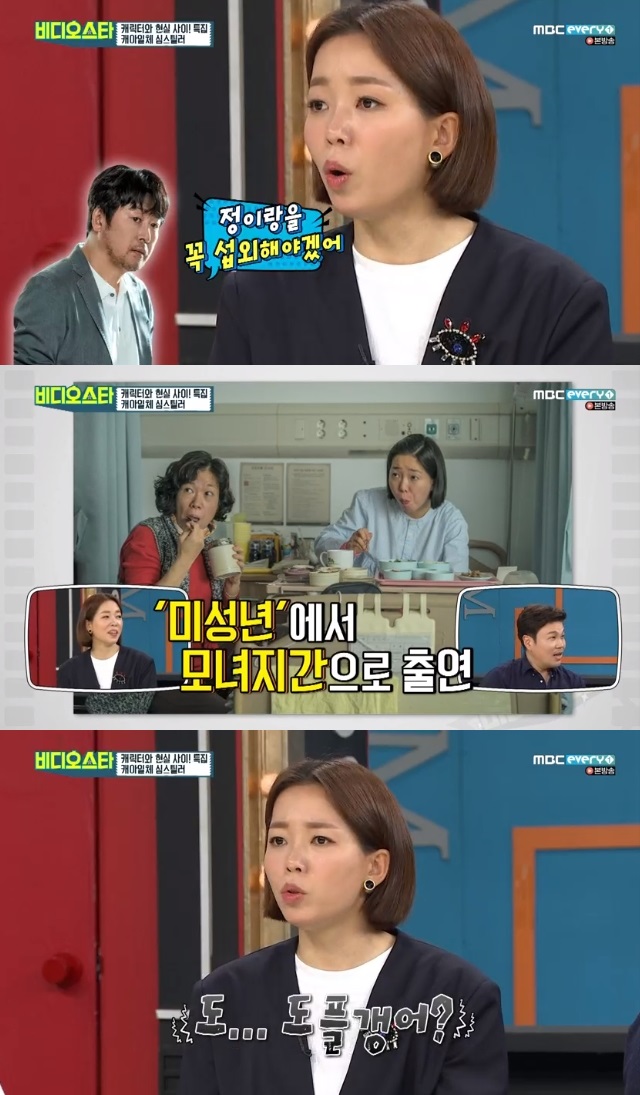 비디오스타
캐릭터와 현실 사이! 특집
캐아일체 심스틸러
MBC every1
본방송
정이랑을
꼭 섭외해야겠어
비디오스타
캐릭터와 현실 사이! 특집
캐아일체 심스틸러
MBC every1
본방송
'미성년'에서
모녀지간으로 출연
비디오스타
캐릭터와 현실 사이! 특집
캐아일체 심스틸러
MBC every1
본방송
도... 도플갱어?